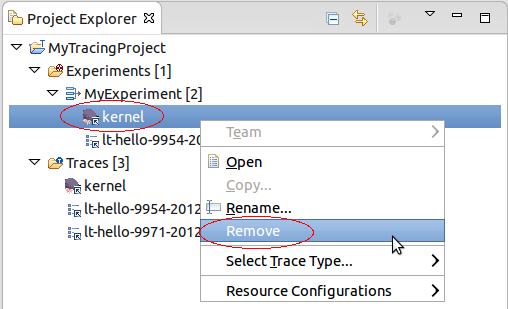 Project Explorer
MyTracingProject
Experiments [1]
MyExperiment [2]
kernel
lt-hello-9954-20
Traces [3]
kernel
lt-hello-9954-2012
lt-hello-9971-2012
Team
Open
Copy...
Rename...
Remove
Select Trace Type...
Resource Configurations